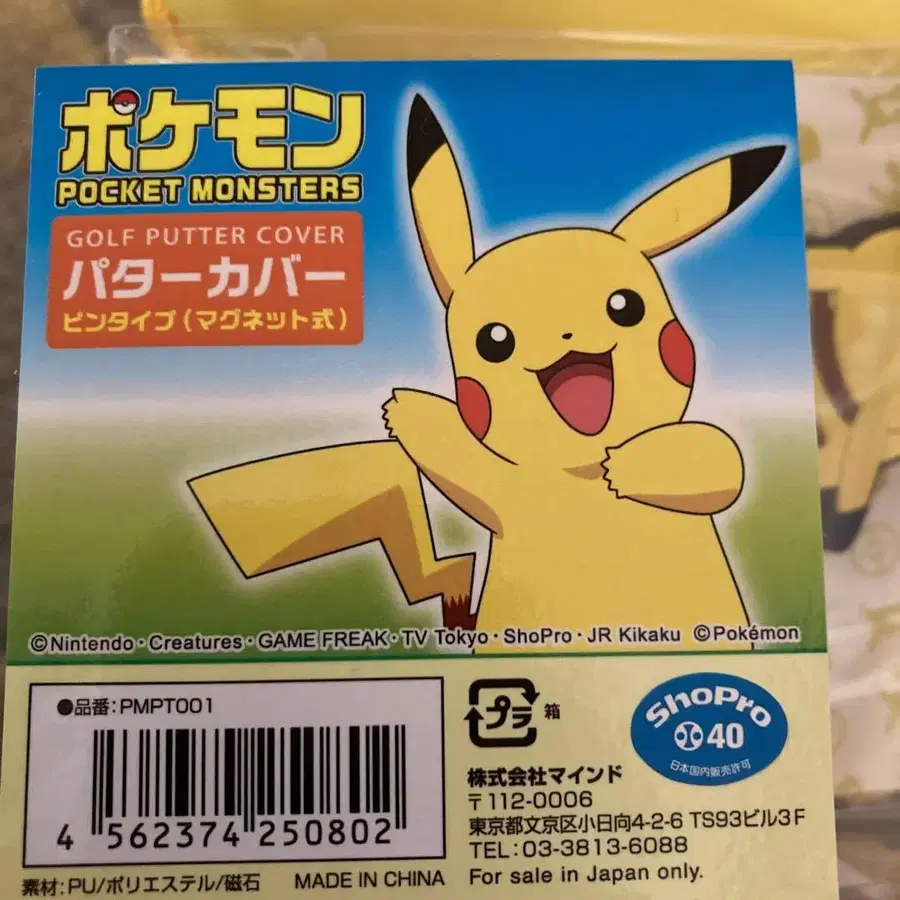 ポケモン
POCKET MONSTERS
GOLF PUTTER COVER
パターカバー
ピンタイプ(マグネット式)
©Nintendo・Creatures・GAME FREAK・TV Tokyo・ShoPro・JR Kikaku ©Pokémon
●品番:PMPT001
4 562374 250802
素材:PU/ポリエステル/磁石 MADE IN CHINA
プラ 箱
ShoPro
40
日本国内販売許可
株式会社マインド
〒112-0006
東京都文京区小日向4-2-6 TS93ビル3F
TEL:03-3813-6088
For sale in Japan only.